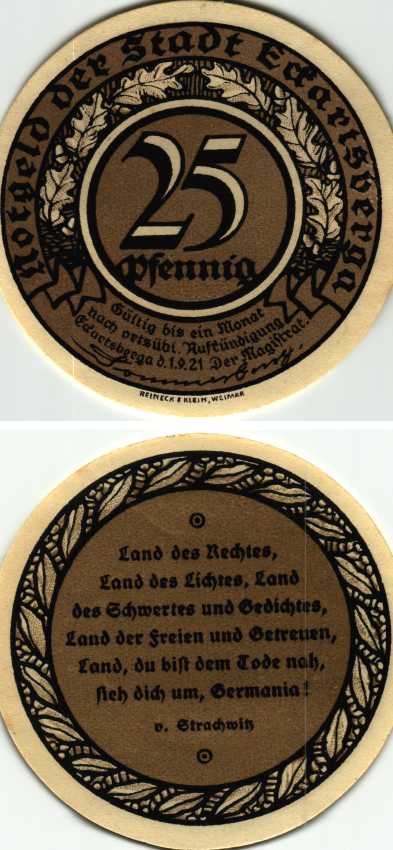 Notgeld der Stadt Eckartsberga
25
Pfennig
Gültig bis ein Monat
nach ortsübl. Aufkündigung
Eckartsberga d.1.9.21 Der Magistrat.
REINECK & KLEIN, WEIMAR
Land des Rechtes,
Land des Lichtes, Land
des Schwertes und Gedichtes,
Land der Freien und Getreuen,
Land, du bist dem Tode nah,
sieh dich um, Germania!
v. Strachwitz